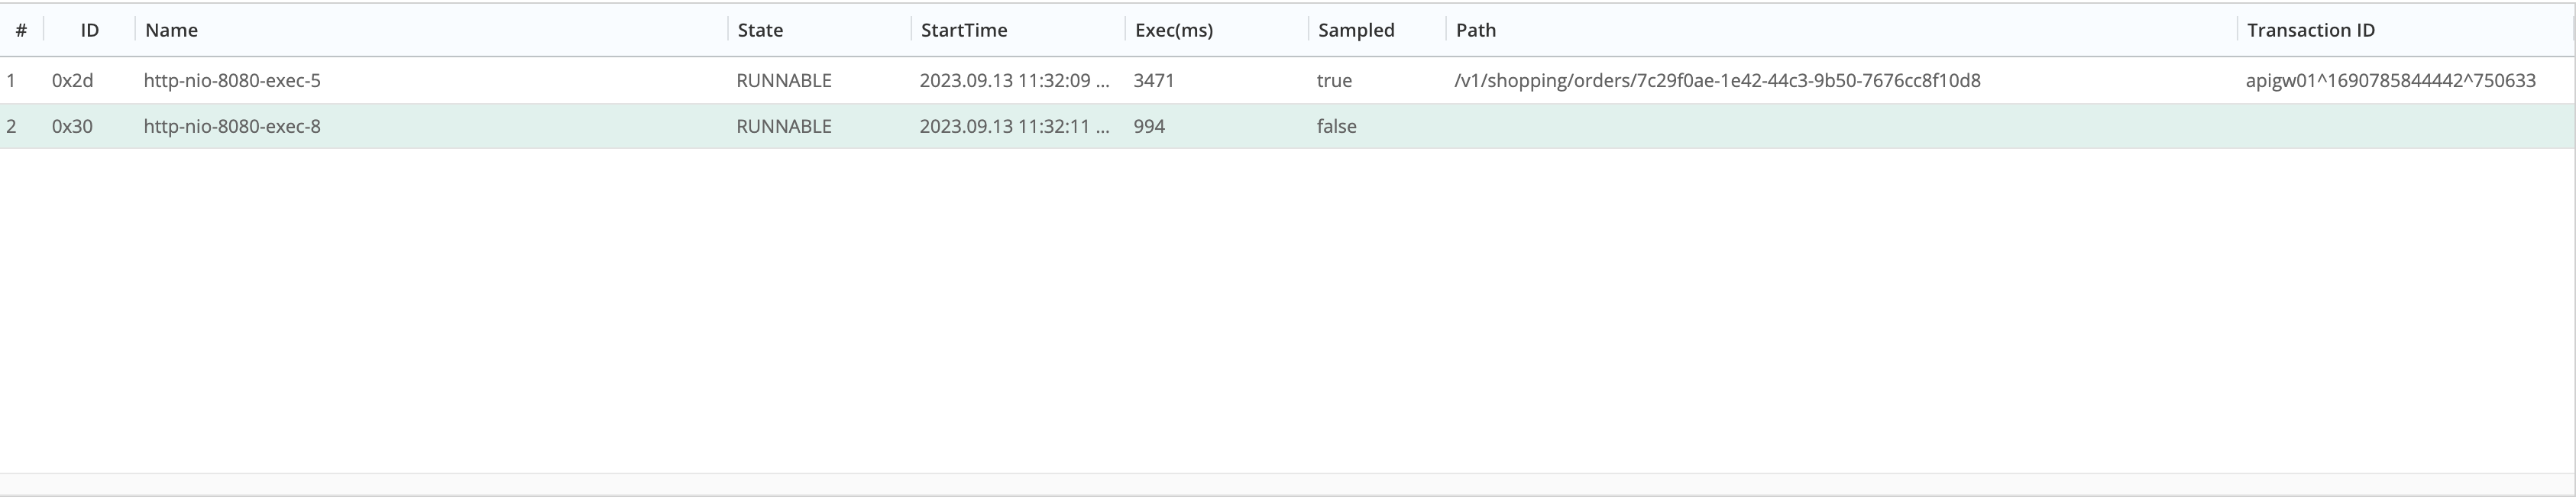 # ID Name State StartTime Exec(ms) Sampled Path Transaction ID
1 0x2d http-nio-8080-exec-5 RUNNABLE 2023.09.13 11:32:09 ... 3471 true /v1/shopping/orders/7c29f0ae-1e42-44c3-9b50-7676cc8f10d8 apigw01^1690785844442^750633
2 0x30 http-nio-8080-exec-8 RUNNABLE 2023.09.13 11:32:11 ... 994 false